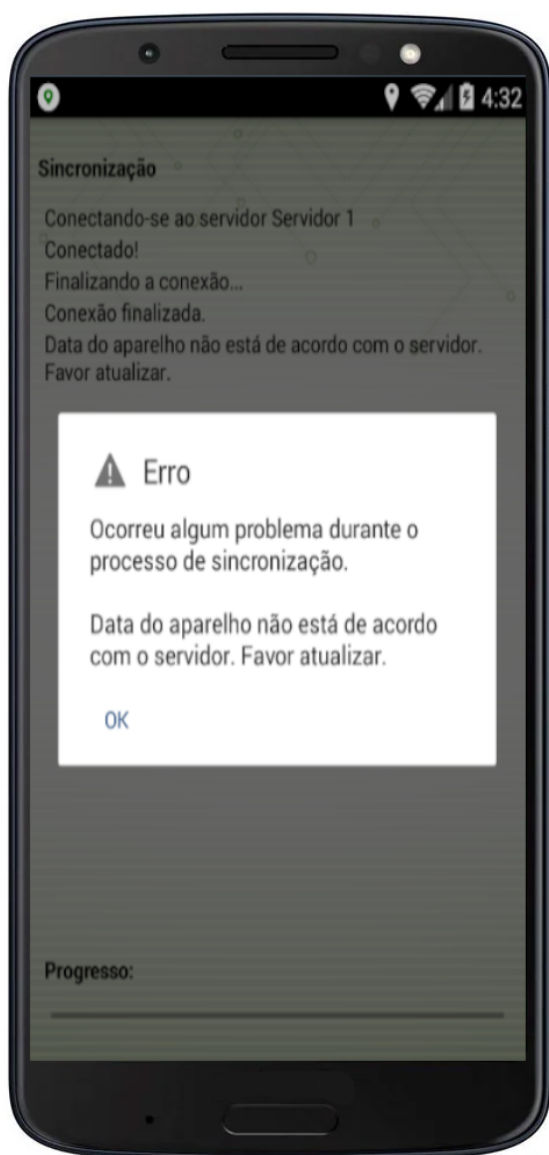 4:32
Sincronização
Conectando-se ao servidor Servidor 1
Conectado!
Finalizando a conexão...
Conexão finalizada.
Data do aparelho não está de acordo com o servidor.
Favor atualizar.
Erro
Ocorreu algum problema durante o
processo de sincronização.
Data do aparelho não está de acordo
com o servidor. Favor atualizar.
OK
Progresso: